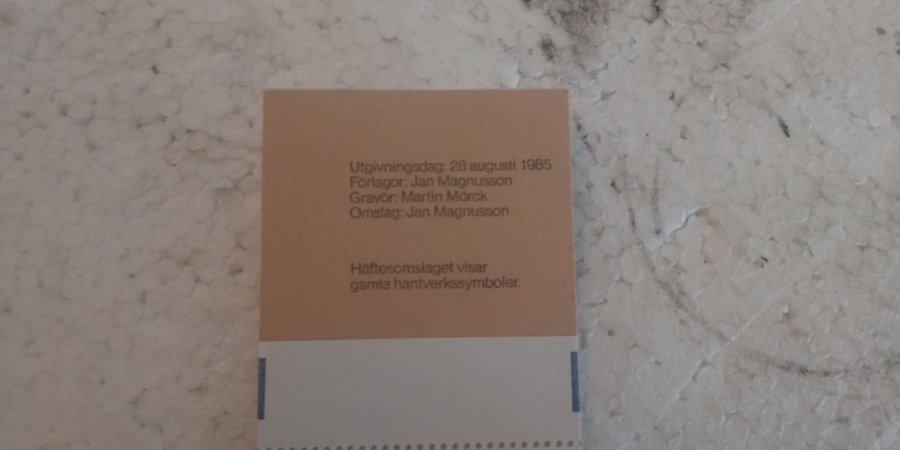 Utgivningsdag: 28 augusti 1985
Förlagor: Jan Magnusson
Gravör: Martin Mörck
Omslag: Jan Magnusson
Häftesomslaget visar
gamla hantverkssymboler.